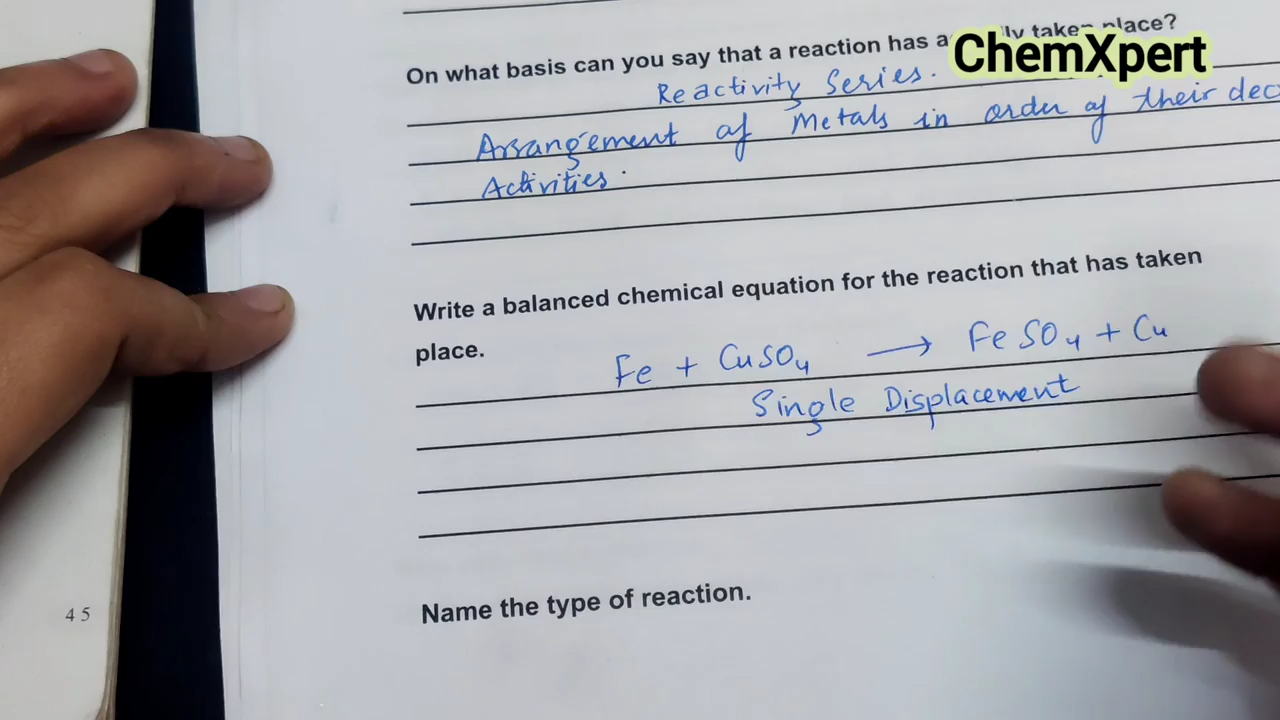 On what basis can you say that a reaction has taken place?
ChemXpert
Reactivity Series.
Arrangement of Metals in order of their
Activities.
Write a balanced chemical equation for the reaction that has taken
place.
Fe + CuSO₄ → FeSO₄ + Cu
Single Displacement
Name the type of reaction.
45